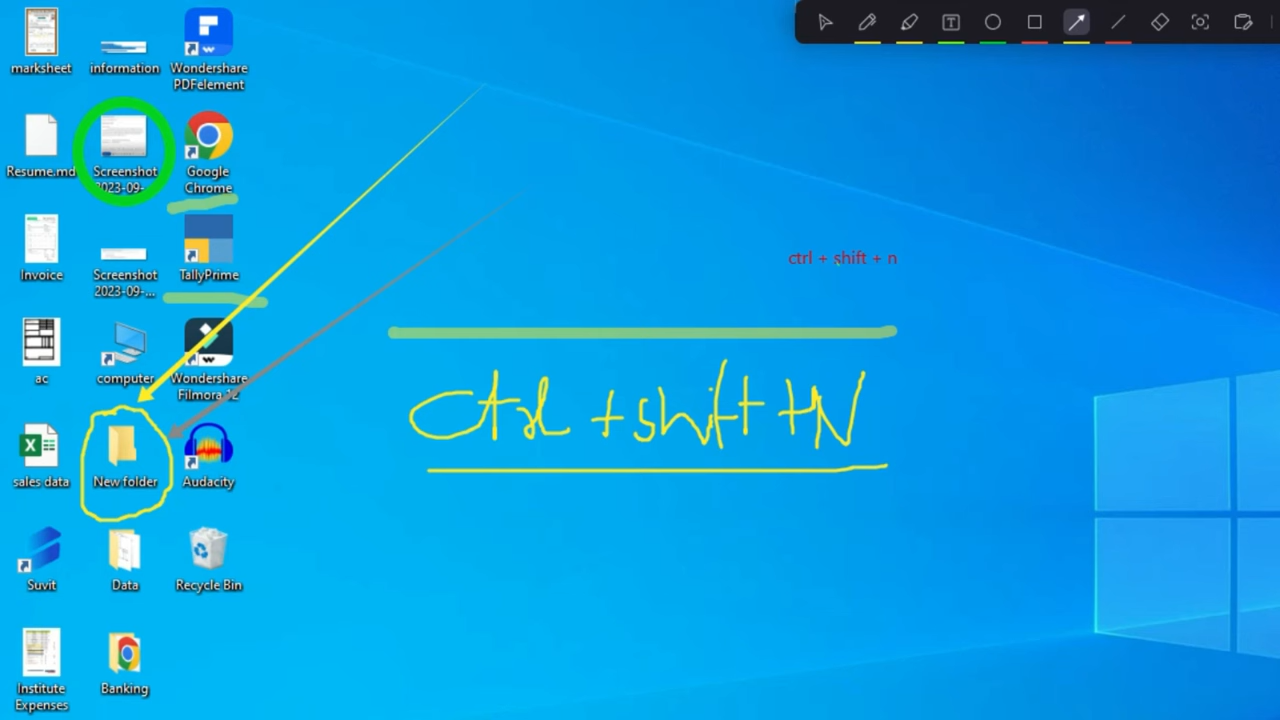 marksheet
information
Wondershare
PDFelement
Resume.md
Screenshot
2023-09-...
Google
Chrome
Invoice
Screenshot
2023-09-...
TallyPrime
ctrl + shift + n
ac
computer
Wondershare
Filmora 12
Ctrl + shift + N
sales data
New folder
Audacity
Suvit
Data
Recycle Bin
Institute
Expenses
Banking